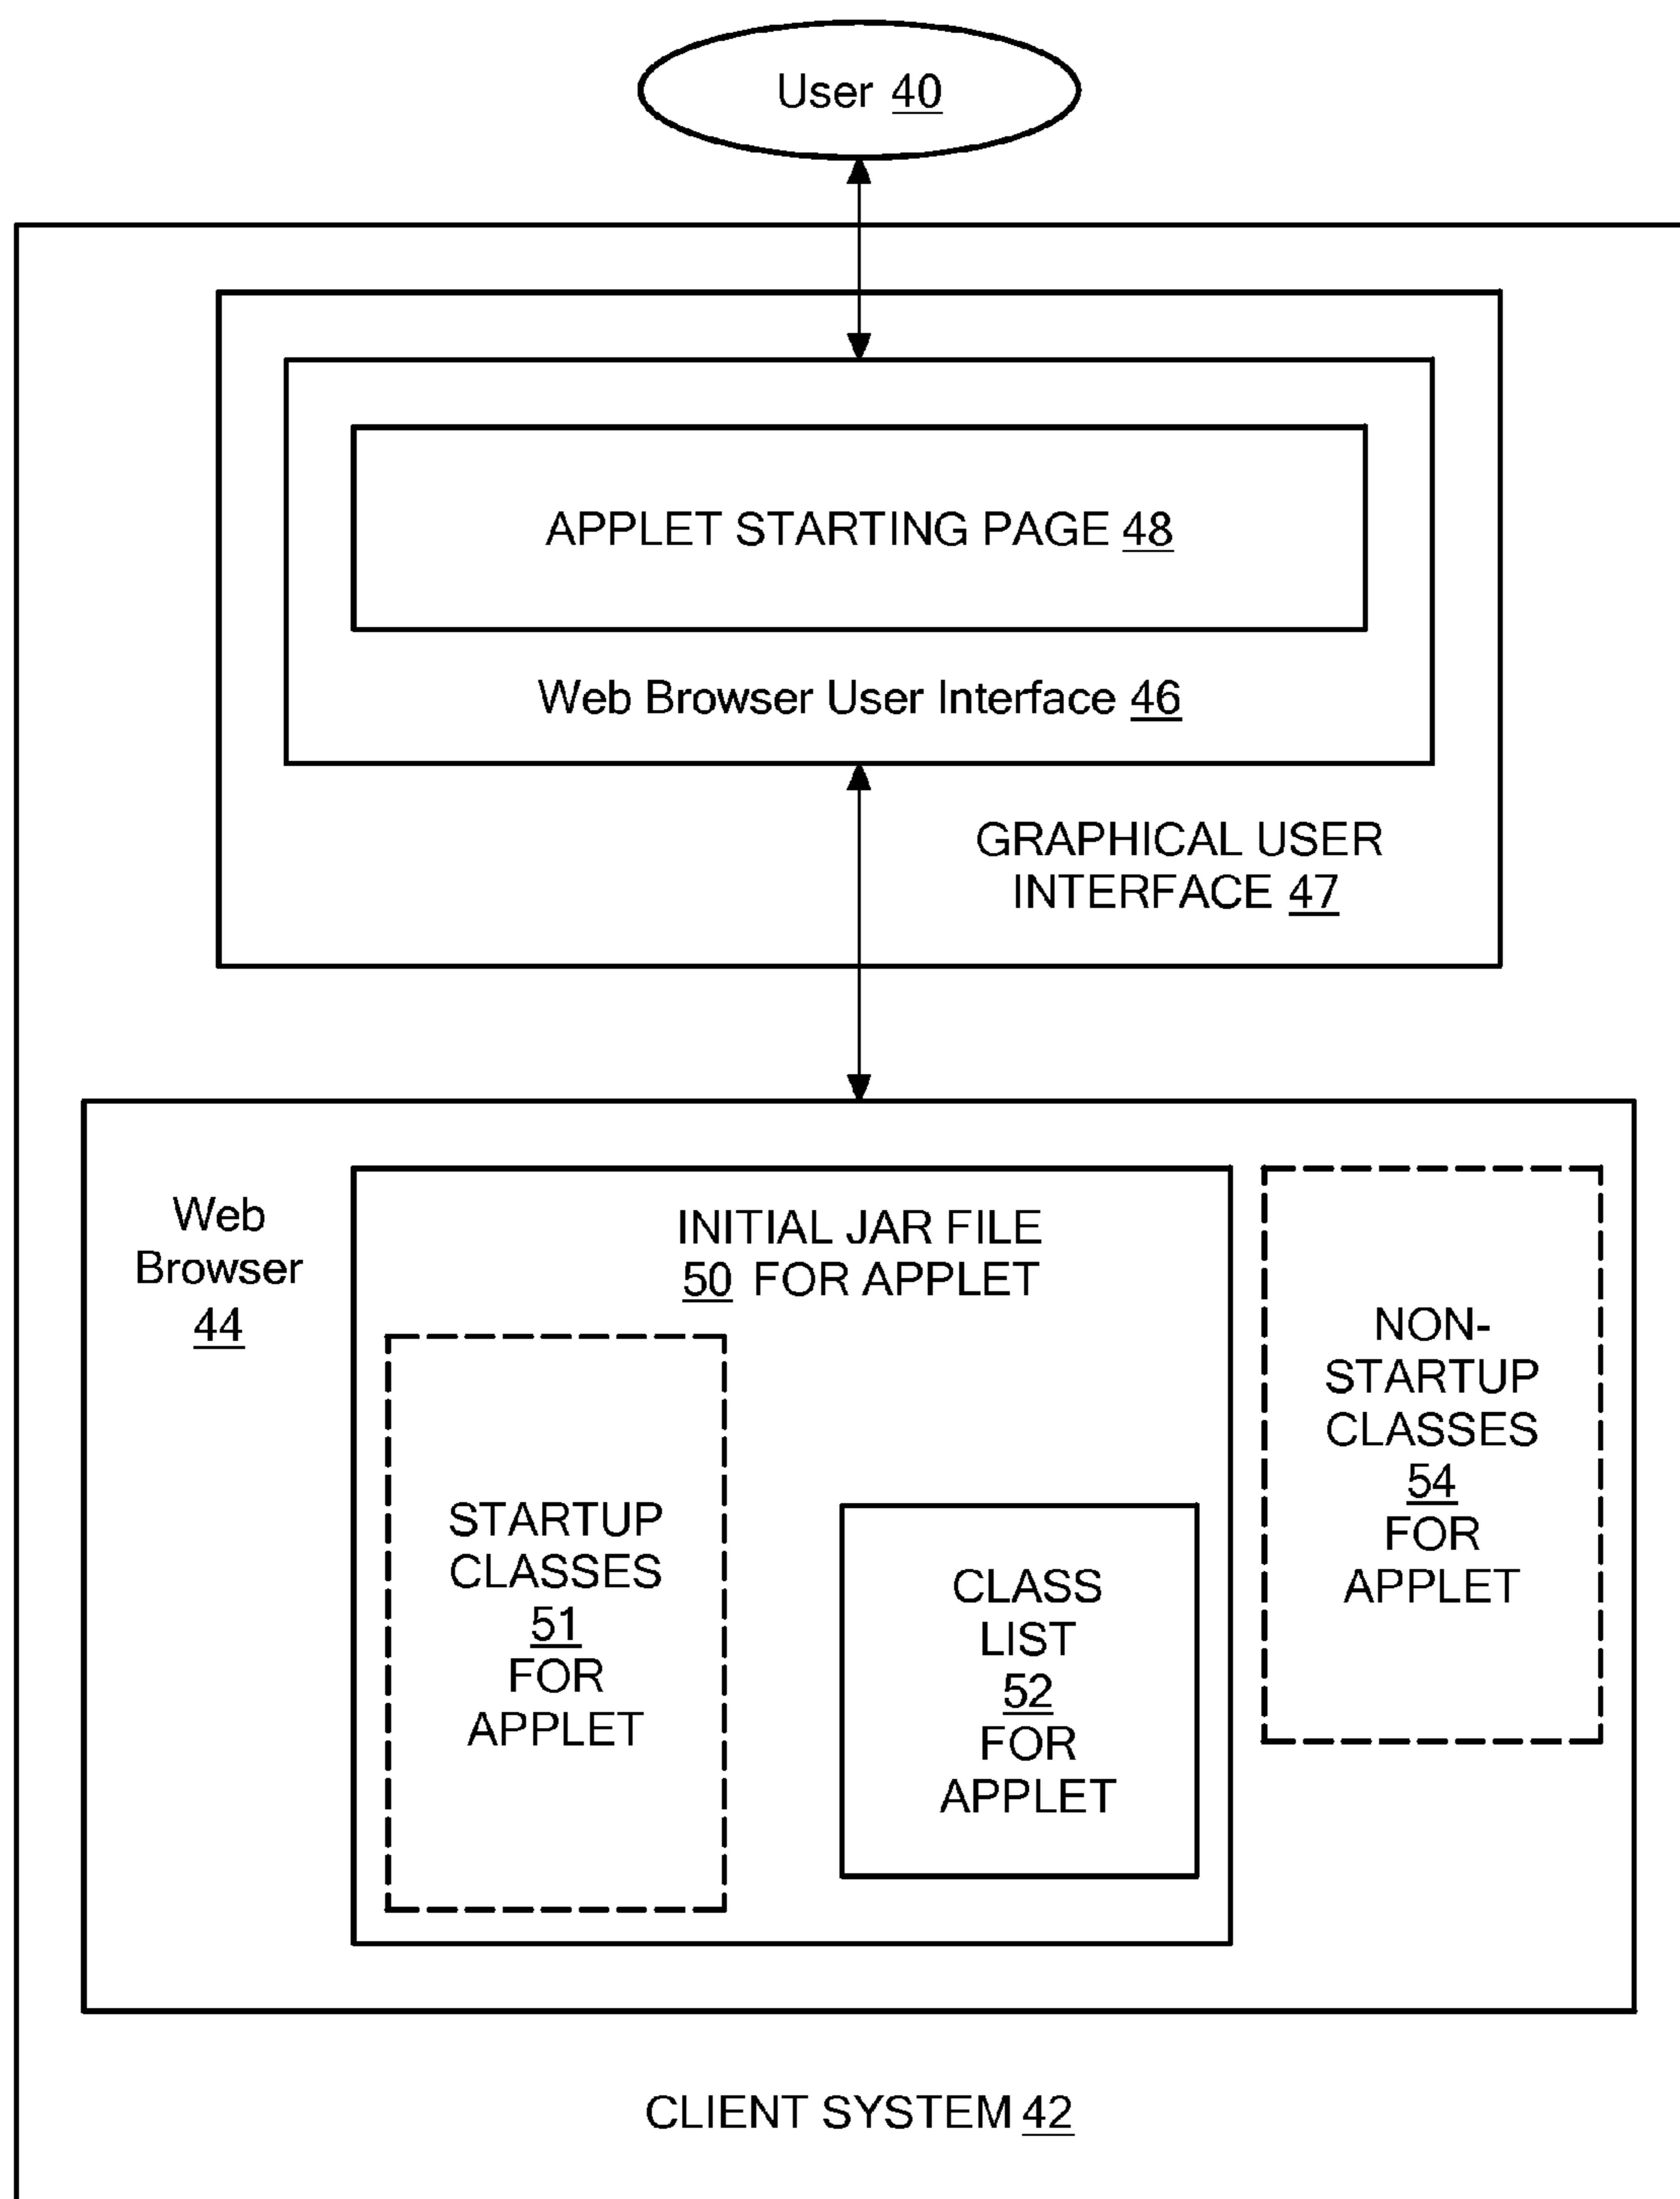 User 40
APPLET STARTING PAGE 48
Web Browser User Interface 46
GRAPHICAL USER
INTERFACE 47
Web
Browser
44
INITIAL JAR FILE
50 FOR APPLET
STARTUP
CLASSES
51
FOR
APPLET
CLASS
LIST
52
FOR
APPLET
NON-
STARTUP
CLASSES
54
FOR
APPLET
CLIENT SYSTEM 42